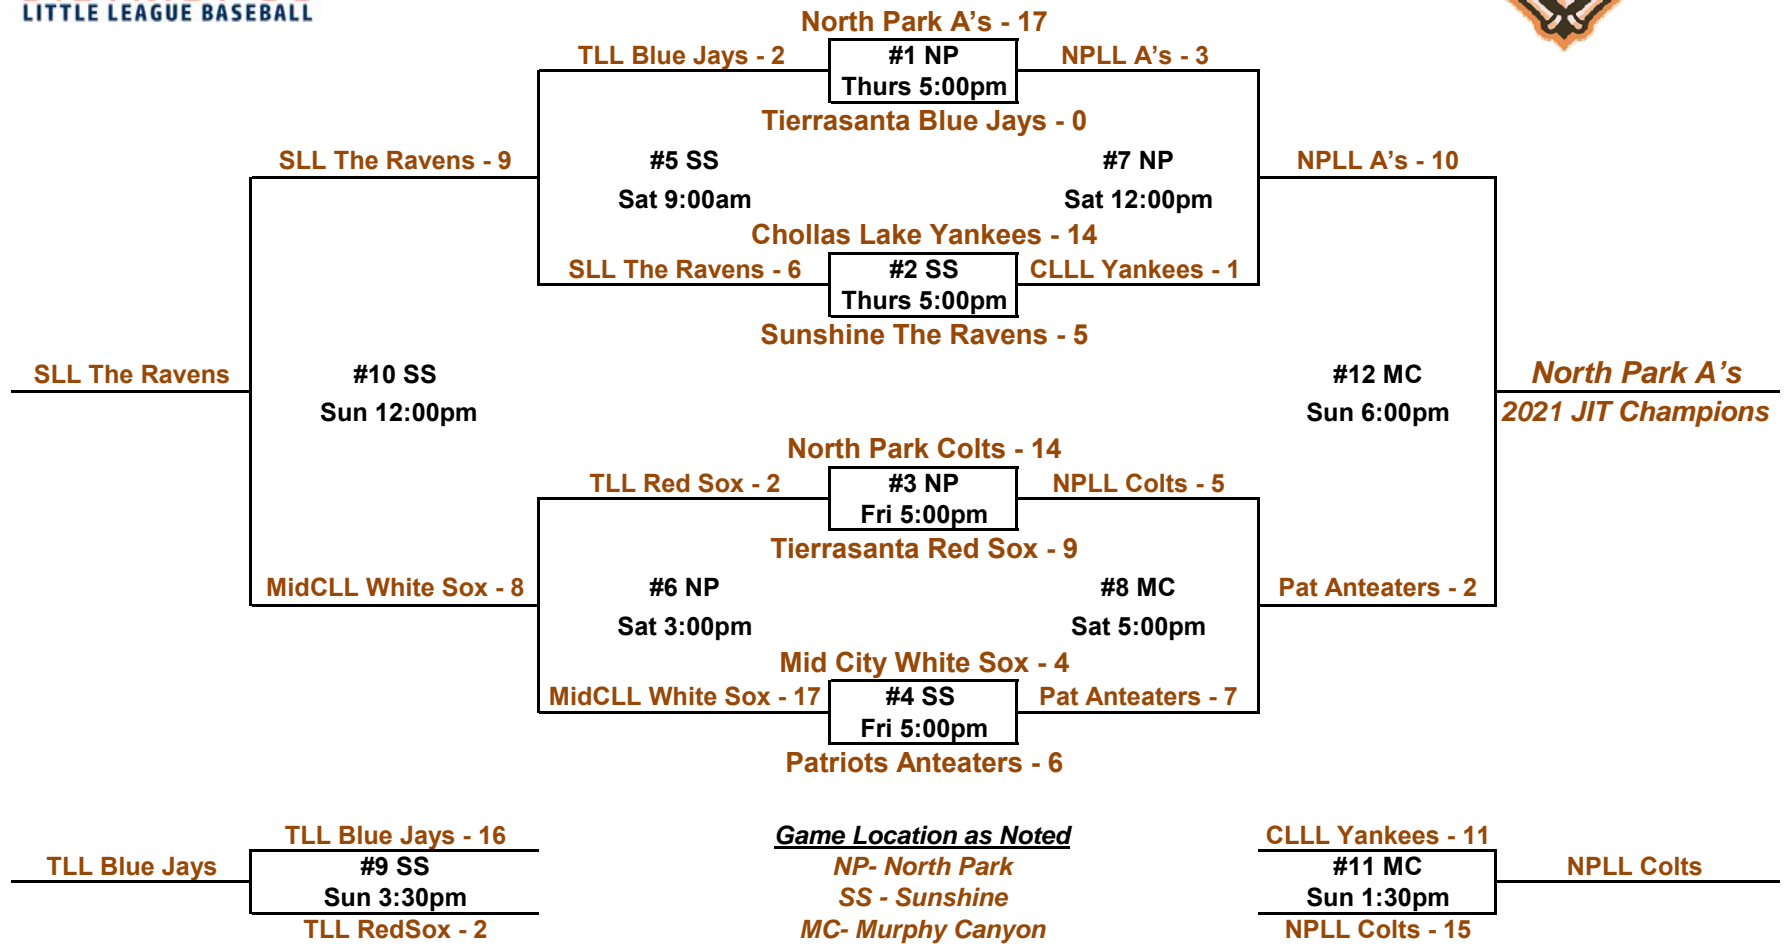 LITTLE LEAGUE BASEBALL
North Park A's - 17
TLL Blue Jays - 2
#1 NP
NPLL A's - 3
Thurs 5:00pm
Tierrasanta Blue Jays - 0
SLL The Ravens - 9
#5 SS
#7 NP
NPLL A's - 10
Sat 9:00am
Sat 12:00pm
Chollas Lake Yankees - 14
SLL The Ravens - 6
#2 SS
CLLL Yankees - 1
Thurs 5:00pm
Sunshine The Ravens - 5
SLL The Ravens
#10 SS
#12 MC
North Park A's
Sun 12:00pm
Sun 6:00pm
2021 JIT Champions
North Park Colts - 14
TLL Red Sox - 2
#3 NP
NPLL Colts - 5
Fri 5:00pm
Tierrasanta Red Sox - 9
MidCLL White Sox - 8
#6 NP
#8 MC
Pat Anteaters - 2
Sat 3:00pm
Sat 5:00pm
Mid City White Sox - 4
MidCLL White Sox - 17
#4 SS
Pat Anteaters - 7
Fri 5:00pm
Patriots Anteaters - 6
TLL Blue Jays - 16
Game Location as Noted
CLLL Yankees - 11
TLL Blue Jays
#9 SS
NP- North Park
#11 MC
NPLL Colts
Sun 3:30pm
SS - Sunshine
Sun 1:30pm
TLL RedSox - 2
MC- Murphy Canyon
NPLL Colts - 15